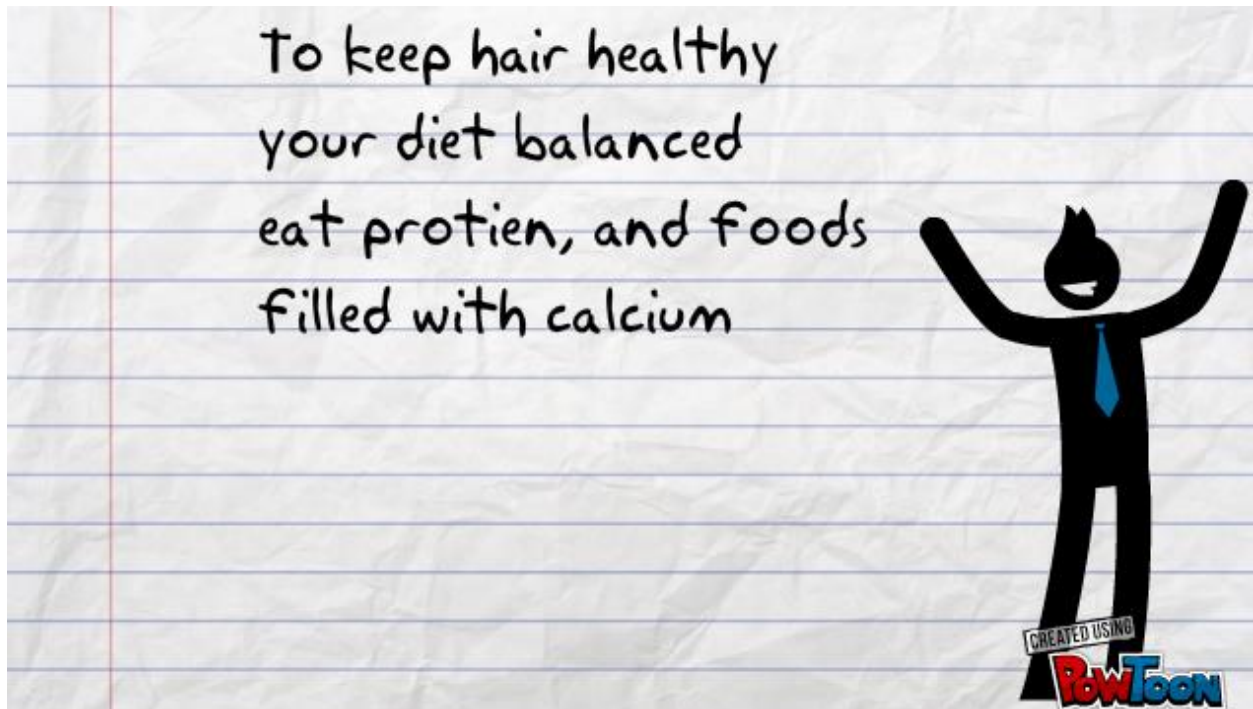 To keep hair healthy
your diet balanced
eat protien, and foods
filled with calcium
CREATED USING
POWTOON